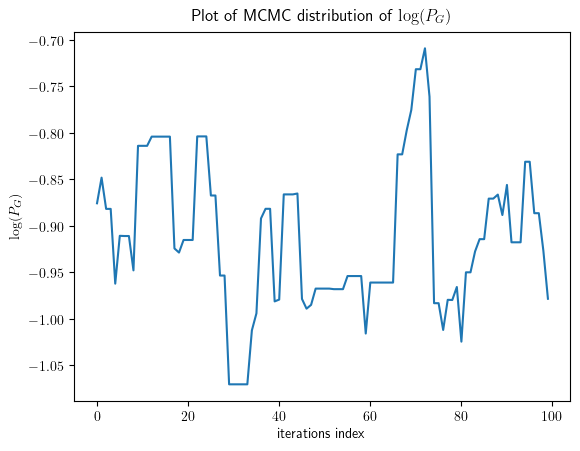 Plot of MCMC distribution of log(P_G)
−0.70
−0.75
−0.80
−0.85
−0.90
−0.95
−1.00
−1.05
log(P_G)
0 20 40 60 80 100
iterations index